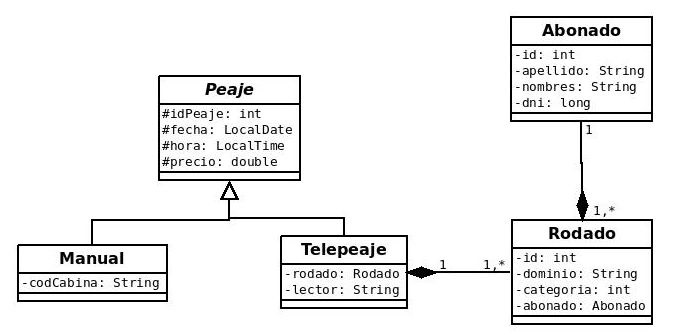 Abonado
-id: int
-apellido: String
-nombres: String
-dni: long
Peaje
#idPeaje: int
#fecha: LocalDate
#hora: LocalTime
#precio: double
1
1,*
Manual
-codCabina: String
Telepeaje
-rodado: Rodado
-lector: String
1
1,*
Rodado
-id: int
-dominio: String
-categoria: int
-abonado: Abonado